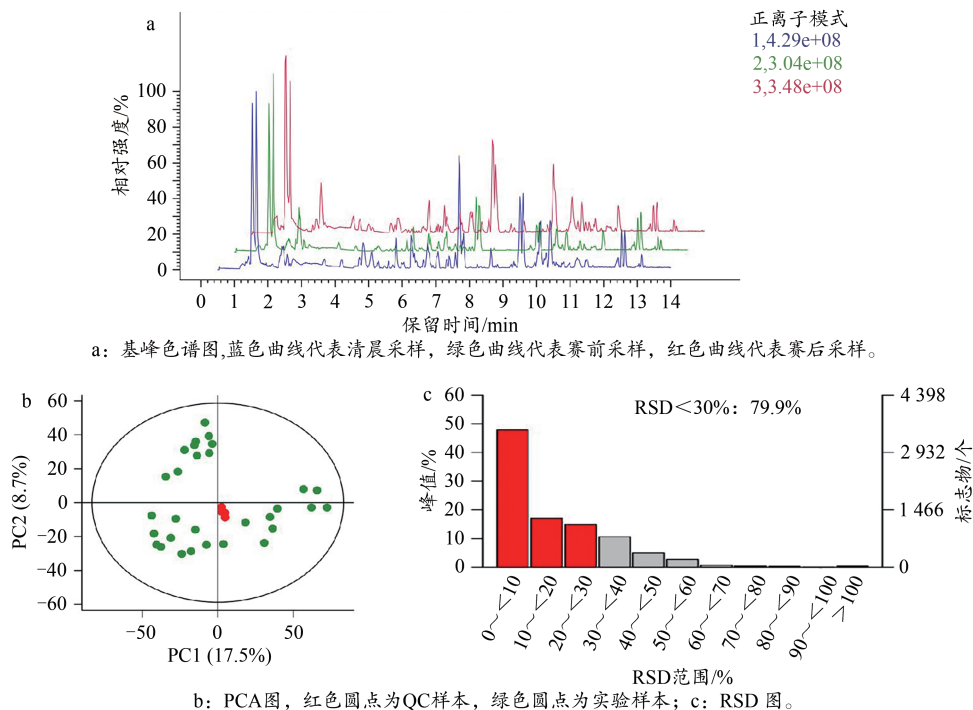 a
正离子模式
1,4.29e+08
2,3.04e+08
3,3.48e+08
相对强度/%
100
80
60
40
20
0
0 1 2 3 4 5 6 7 8 9 10 11 12 13 14
保留时间/min
a：基峰色谱图,蓝色曲线代表清晨采样，绿色曲线代表赛前采样，红色曲线代表赛后采样。
b
PC2 (8.7%)
60
40
20
0
−20
−40
−60
−50 0 50
PC1 (17.5%)
c
RSD＜30%：79.9%
峰值/%
60
50
40
30
20
10
0
4 398
2 932
1 466
0
标志物/个
0～＜10
10～＜20
20～＜30
30～＜40
40～＜50
50～＜60
60～＜70
70～＜80
80～＜90
90～＜100
＞100
RSD范围/%
b：PCA图，红色圆点为QC样本，绿色圆点为实验样本；c：RSD 图。